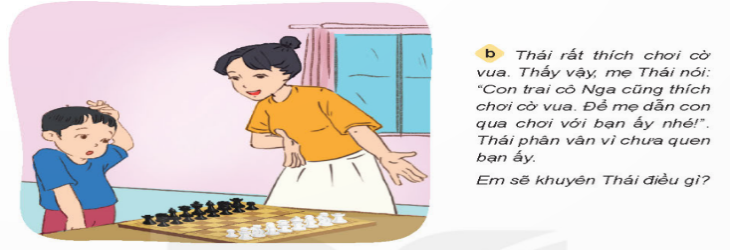 b Thái rất thích chơi cờ
vua. Thấy vậy, mẹ Thái nói:
“Con trai cô Nga cũng thích
chơi cờ vua. Để mẹ dẫn con
qua chơi với bạn ấy nhé!”.
Thái phân vân vì chưa quen
bạn ấy.
Em sẽ khuyên Thái điều gì?